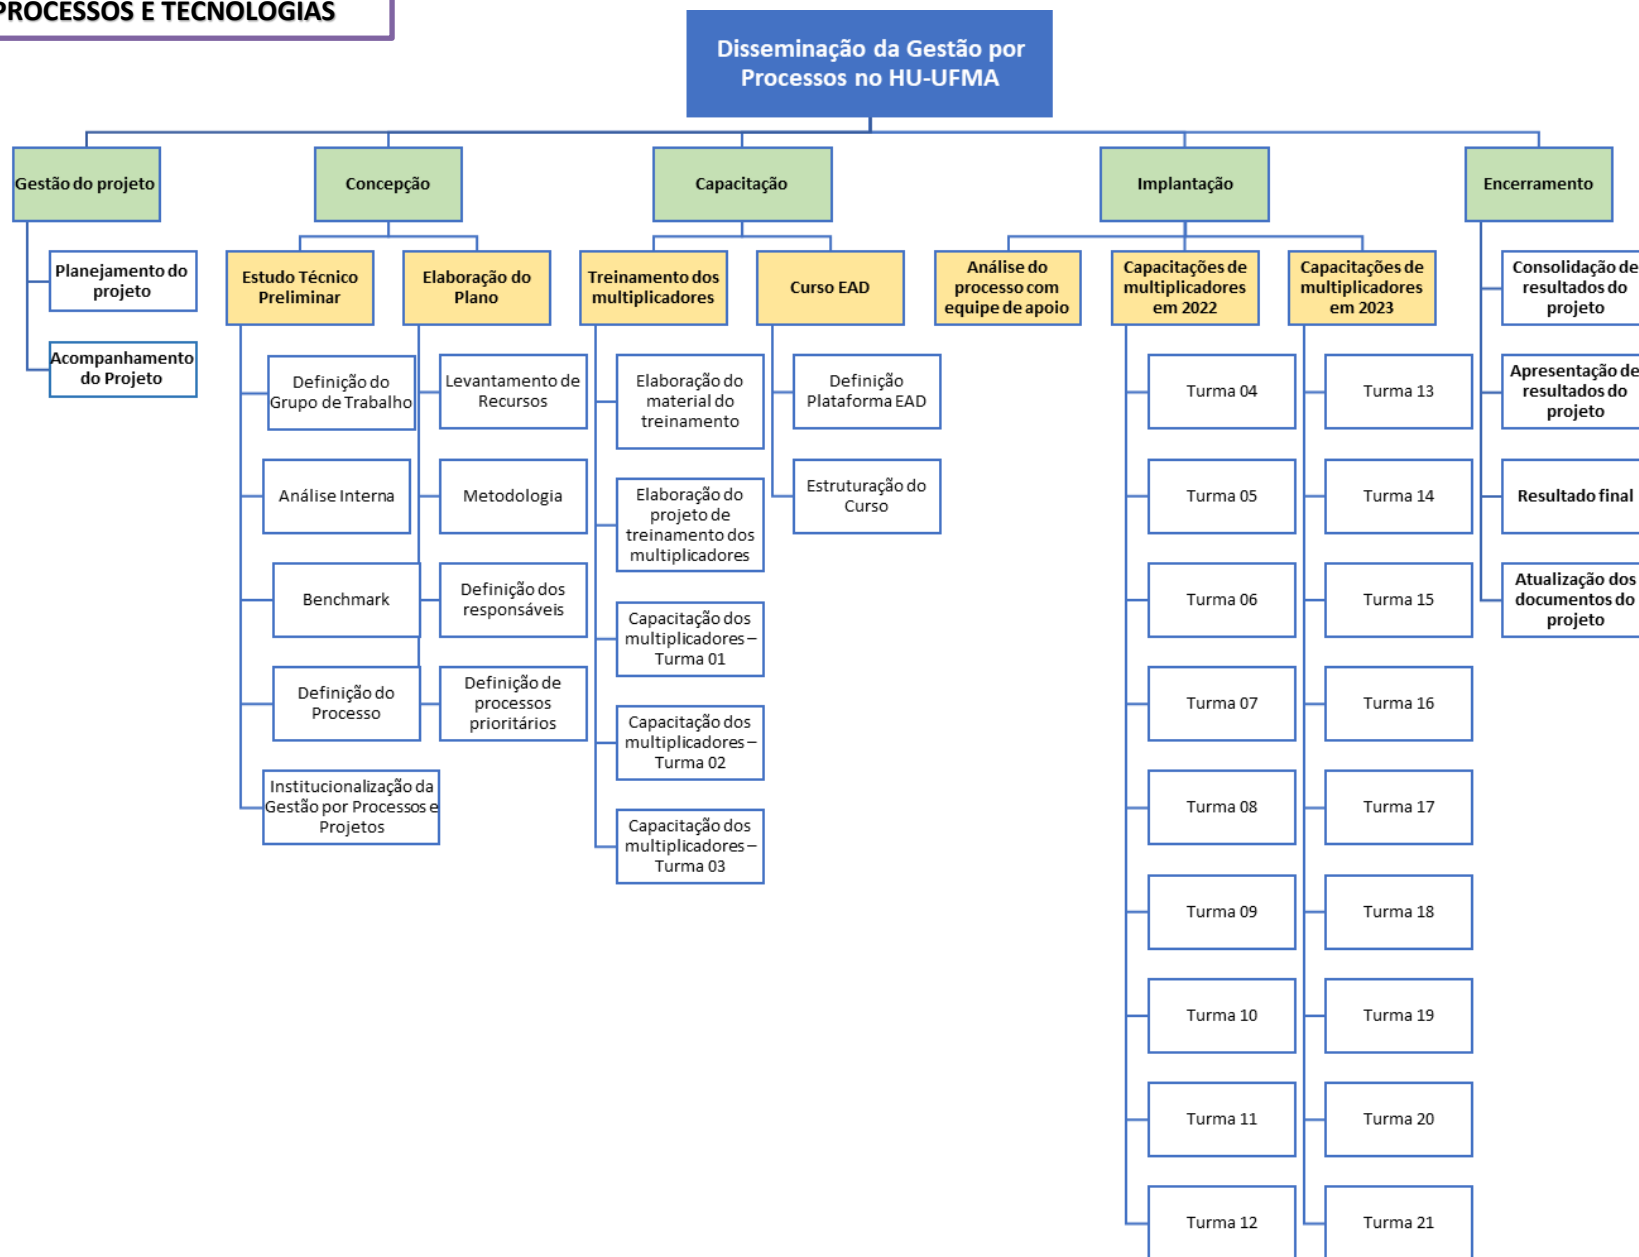 PROCESSOS E TECNOLOGIAS
Disseminação da Gestão por
Processos no HU-UFMA
Gestão do projeto
Planejamento do
projeto
Acompanhamento
do Projeto
Concepção
Estudo Técnico
Preliminar
Definição do
Grupo de Trabalho
Análise Interna
Benchmark
Definição do
Processo
Institucionalização da
Gestão por Processos e
Projetos
Elaboração do
Plano
Levantamento de
Recursos
Metodologia
Definição dos
responsáveis
Definição de
processos
prioritários
Capacitação
Treinamento dos
multiplicadores
Elaboração do
material do
treinamento
Elaboração do
projeto de
treinamento dos
multiplicadores
Capacitação dos
multiplicadores –
Turma 01
Capacitação dos
multiplicadores –
Turma 02
Capacitação dos
multiplicadores –
Turma 03
Curso EAD
Definição
Plataforma EAD
Estruturação do
Curso
Implantação
Análise do
processo com
equipe de apoio
Capacitações de
multiplicadores
em 2022
Turma 04
Turma 05
Turma 06
Turma 07
Turma 08
Turma 09
Turma 10
Turma 11
Turma 12
Capacitações de
multiplicadores
em 2023
Turma 13
Turma 14
Turma 15
Turma 16
Turma 17
Turma 18
Turma 19
Turma 20
Turma 21
Encerramento
Consolidação de
resultados do
projeto
Apresentação de
resultados do
projeto
Resultado final
Atualização dos
documentos do
projeto